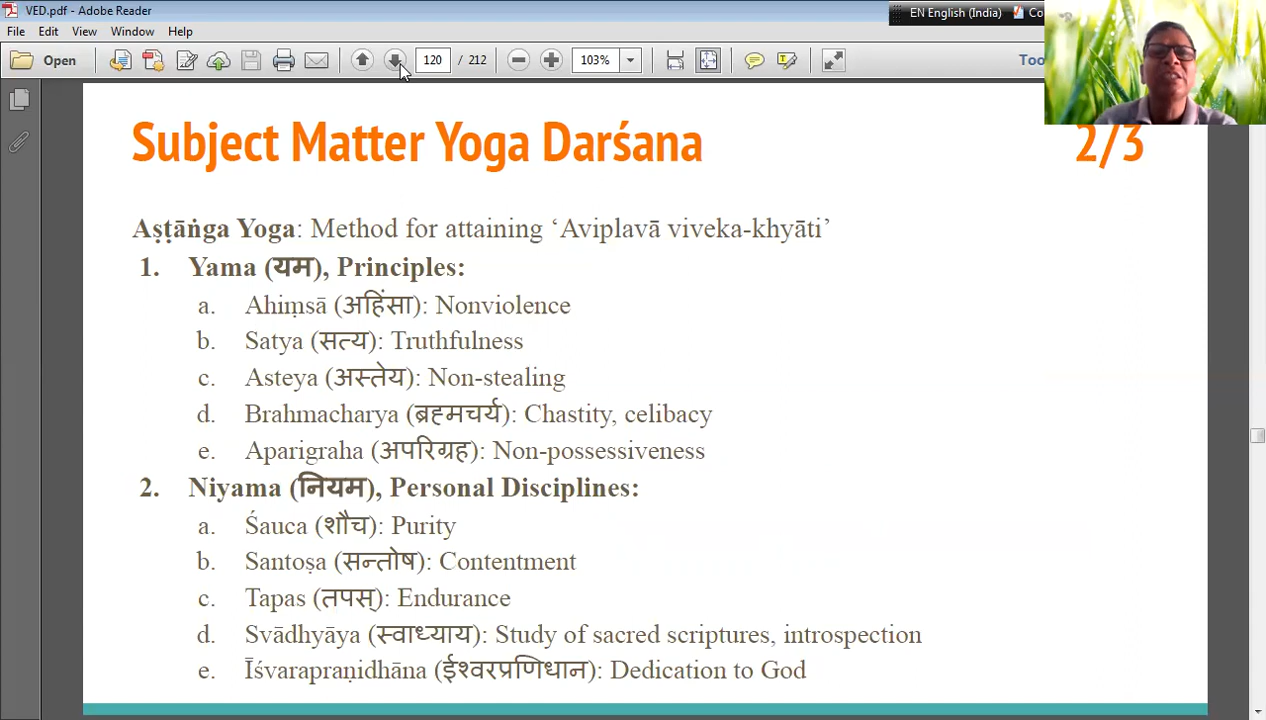 VED.pdf - Adobe Reader
EN English (India)
File Edit View Window Help
Open
120 / 212
103%
Subject Matter Yoga Darśana 2/3
Aṣṭāṅga Yoga: Method for attaining ‘Aviplavā viveka-khyāti’
1. Yama (यम), Principles:
a. Ahiṃsā (अहिंसा): Nonviolence
b. Satya (सत्य): Truthfulness
c. Asteya (अस्तेय): Non-stealing
d. Brahmacharya (ब्रह्मचर्य): Chastity, celibacy
e. Aparigraha (अपरिग्रह): Non-possessiveness
2. Niyama (नियम), Personal Disciplines:
a. Śauca (शौच): Purity
b. Santoṣa (सन्तोष): Contentment
c. Tapas (तपस्): Endurance
d. Svādhyāya (स्वाध्याय): Study of sacred scriptures, introspection
e. Īśvarapraṇidhāna (ईश्वरप्रणिधान): Dedication to God